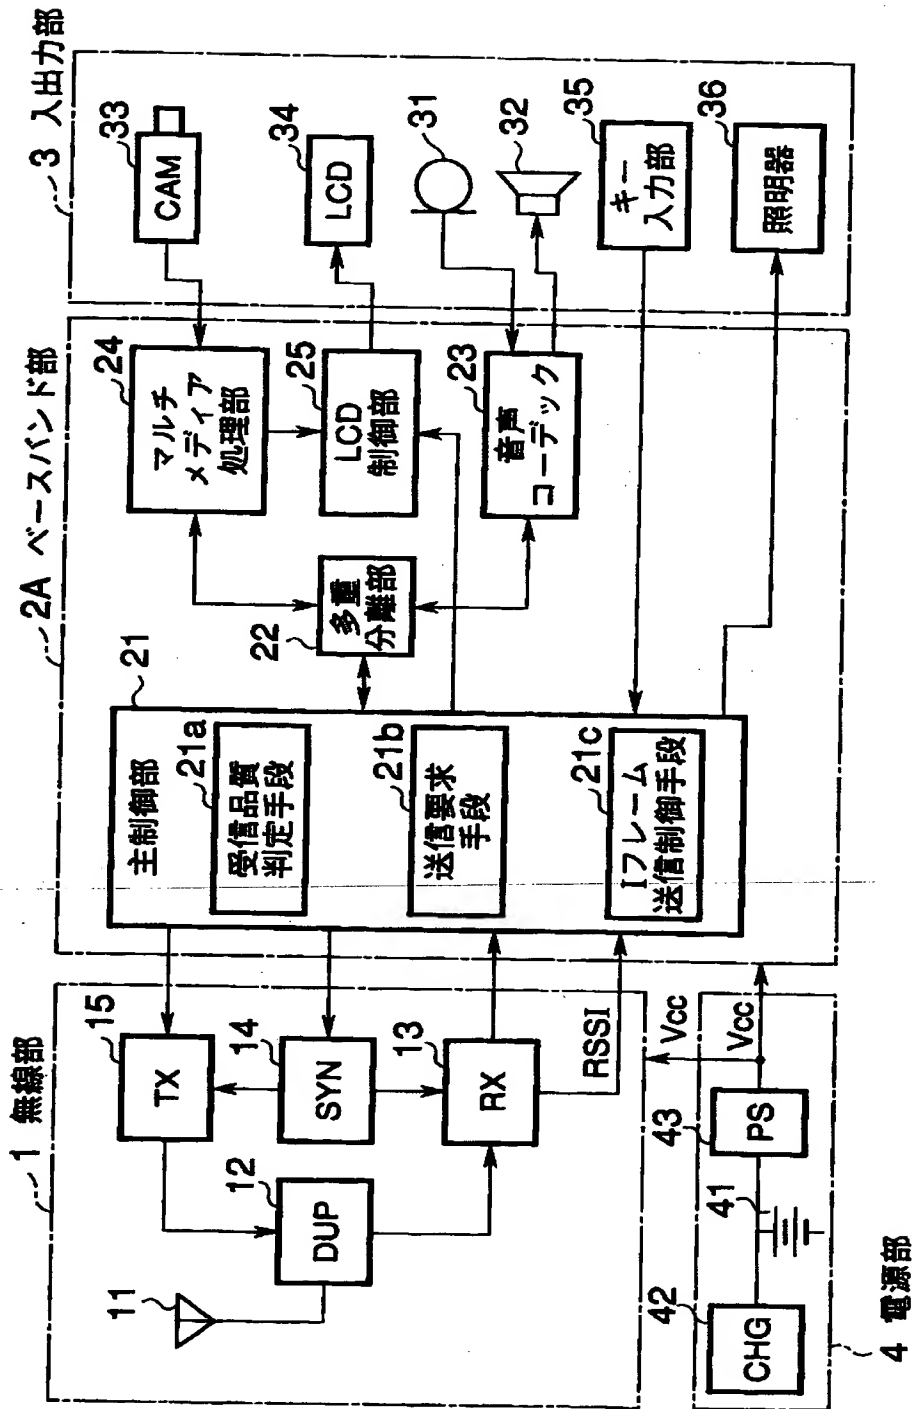 1 無線部
11
12
DUP
15
TX
14
SYN
13
RX
RSSI
2A ベースバンド部
21
主制御部
21a
受信品質
判定手段
21b
送信要求
手段
21c
Iフレーム
送信制御手段
22
多重
分離部
24
マルチ
メディア
処理部
25
LCD
制御部
23
音声
コーデック
3 入出力部
33
CAM
34
LCD
31
32
35
キー
入力部
36
照明器
4 電源部
42
CHG
41
43
PS
Vcc
Vcc